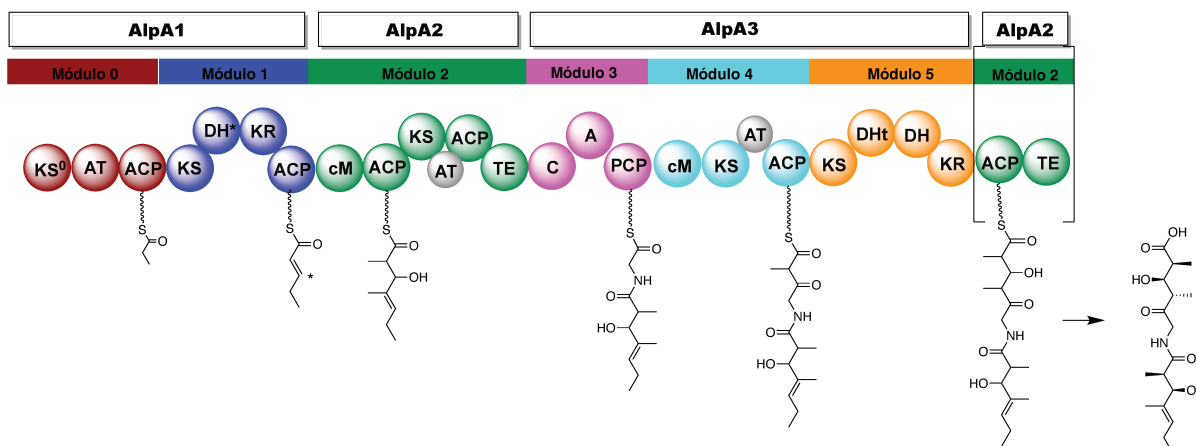 AlpA1 AlpA2 AlpA3 AlpA2
Módulo 0 Módulo 1 Módulo 2 Módulo 3 Módulo 4 Módulo 5 Módulo 2
KS⁰ AT ACP KS DH* KR ACP cM ACP KS AT ACP TE C A PCP cM KS AT ACP KS DHt DH KR ACP TE
S O
S O *
S O OH
S O NH O HO
S O O NH O HO
S O OH O NH O HO
OH O HO O HN O O